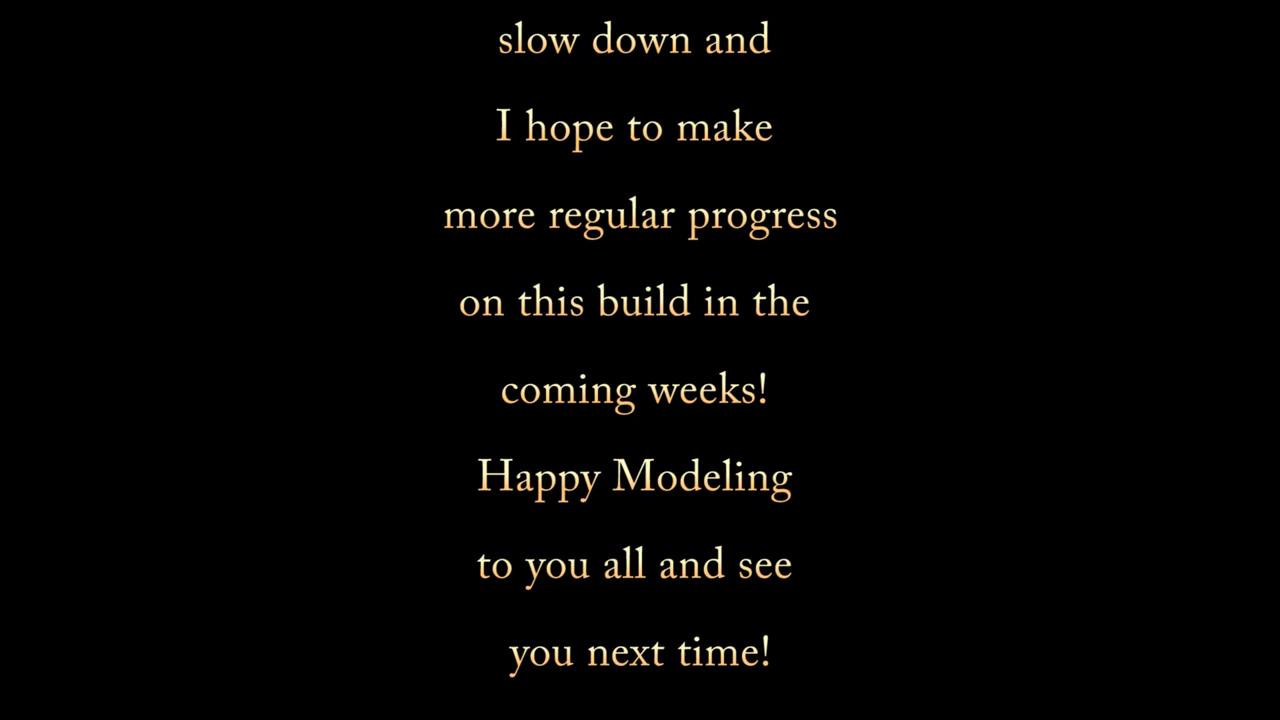 slow down and
I hope to make
more regular progress
on this build in the
coming weeks!
Happy Modeling
to you all and see
you next time!